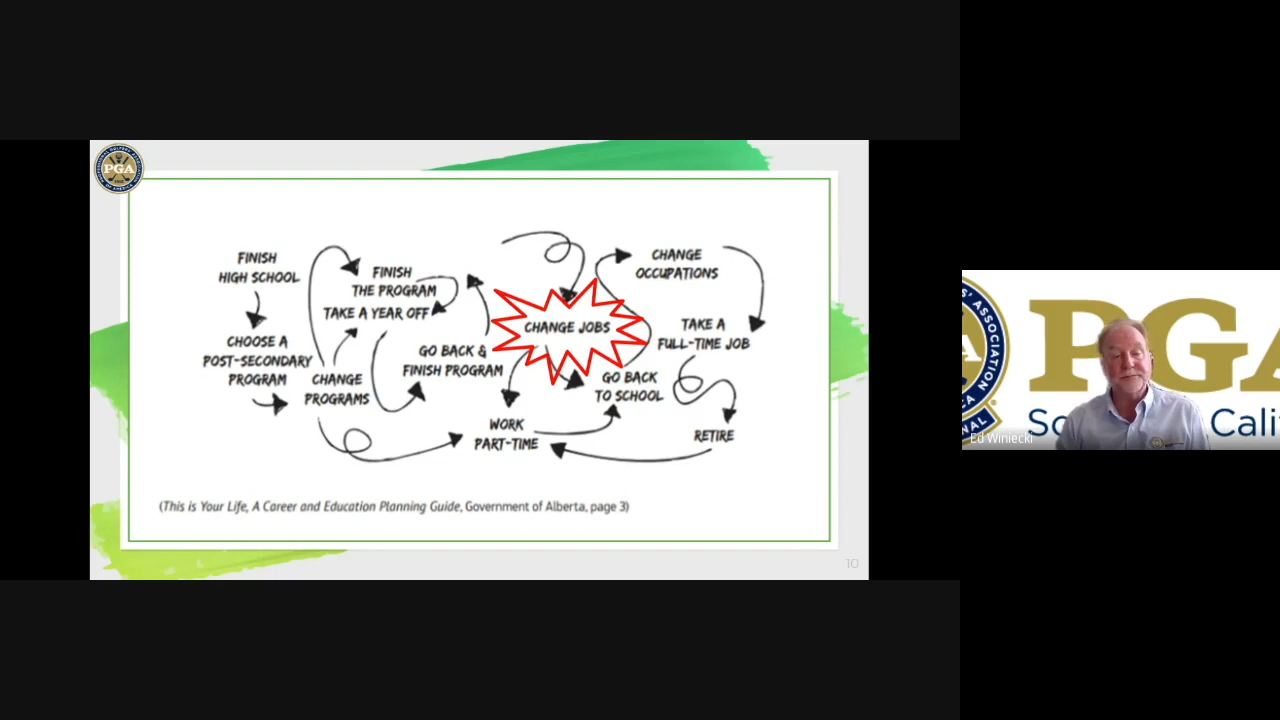 PGA
FINISH
HIGH SCHOOL
CHOOSE A
POST-SECONDARY
PROGRAM
CHANGE
PROGRAMS
FINISH
THE PROGRAM
TAKE A YEAR OFF
GO BACK &
FINISH PROGRAM
WORK
PART-TIME
CHANGE JOBS
GO BACK
TO SCHOOL
CHANGE
OCCUPATIONS
TAKE A
FULL-TIME JOB
RETIRE
(This is Your Life, A Career and Education Planning Guide, Government of Alberta, page 3)
10
S' ASSOCIATION
PGA
Cali
Ed Winiecki